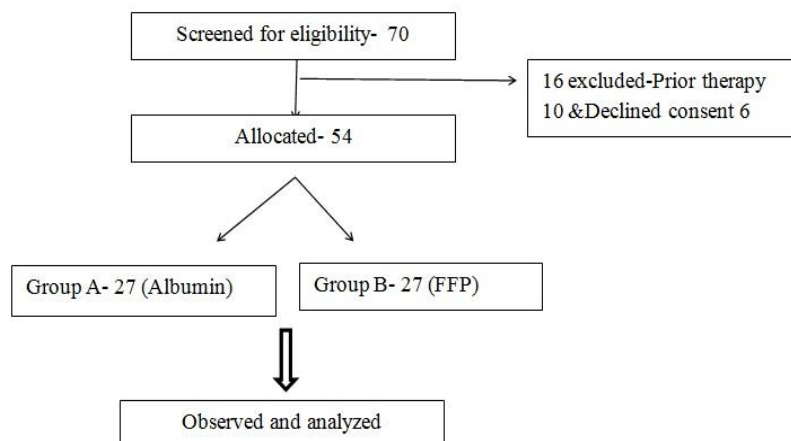 Screened for eligibility- 70
16 excluded-Prior therapy
10 &Declined consent 6
Allocated- 54
Group A- 27 (Albumin)
Group B- 27 (FFP)
Observed and analyzed